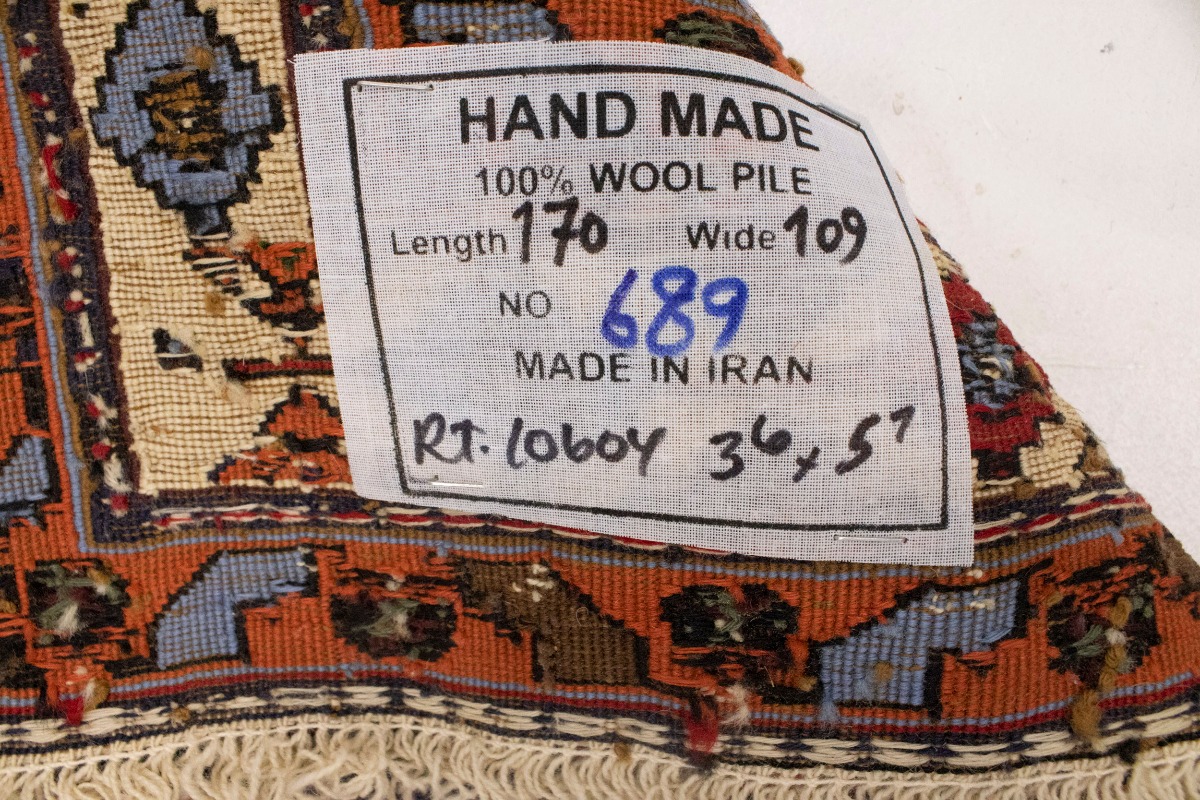 HAND MADE
100% WOOL PILE
Length 170 Wide 109
NO 689
MADE IN IRAN
RT. 10604 3⁶ x 5⁷